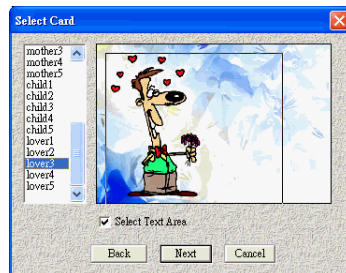 Select Card
mother3
mother4
mother5
child1
child2
child3
child4
child5
lover1
lover2
lover3
lover4
lover5
Select Text Area
Back
Next
Cancel